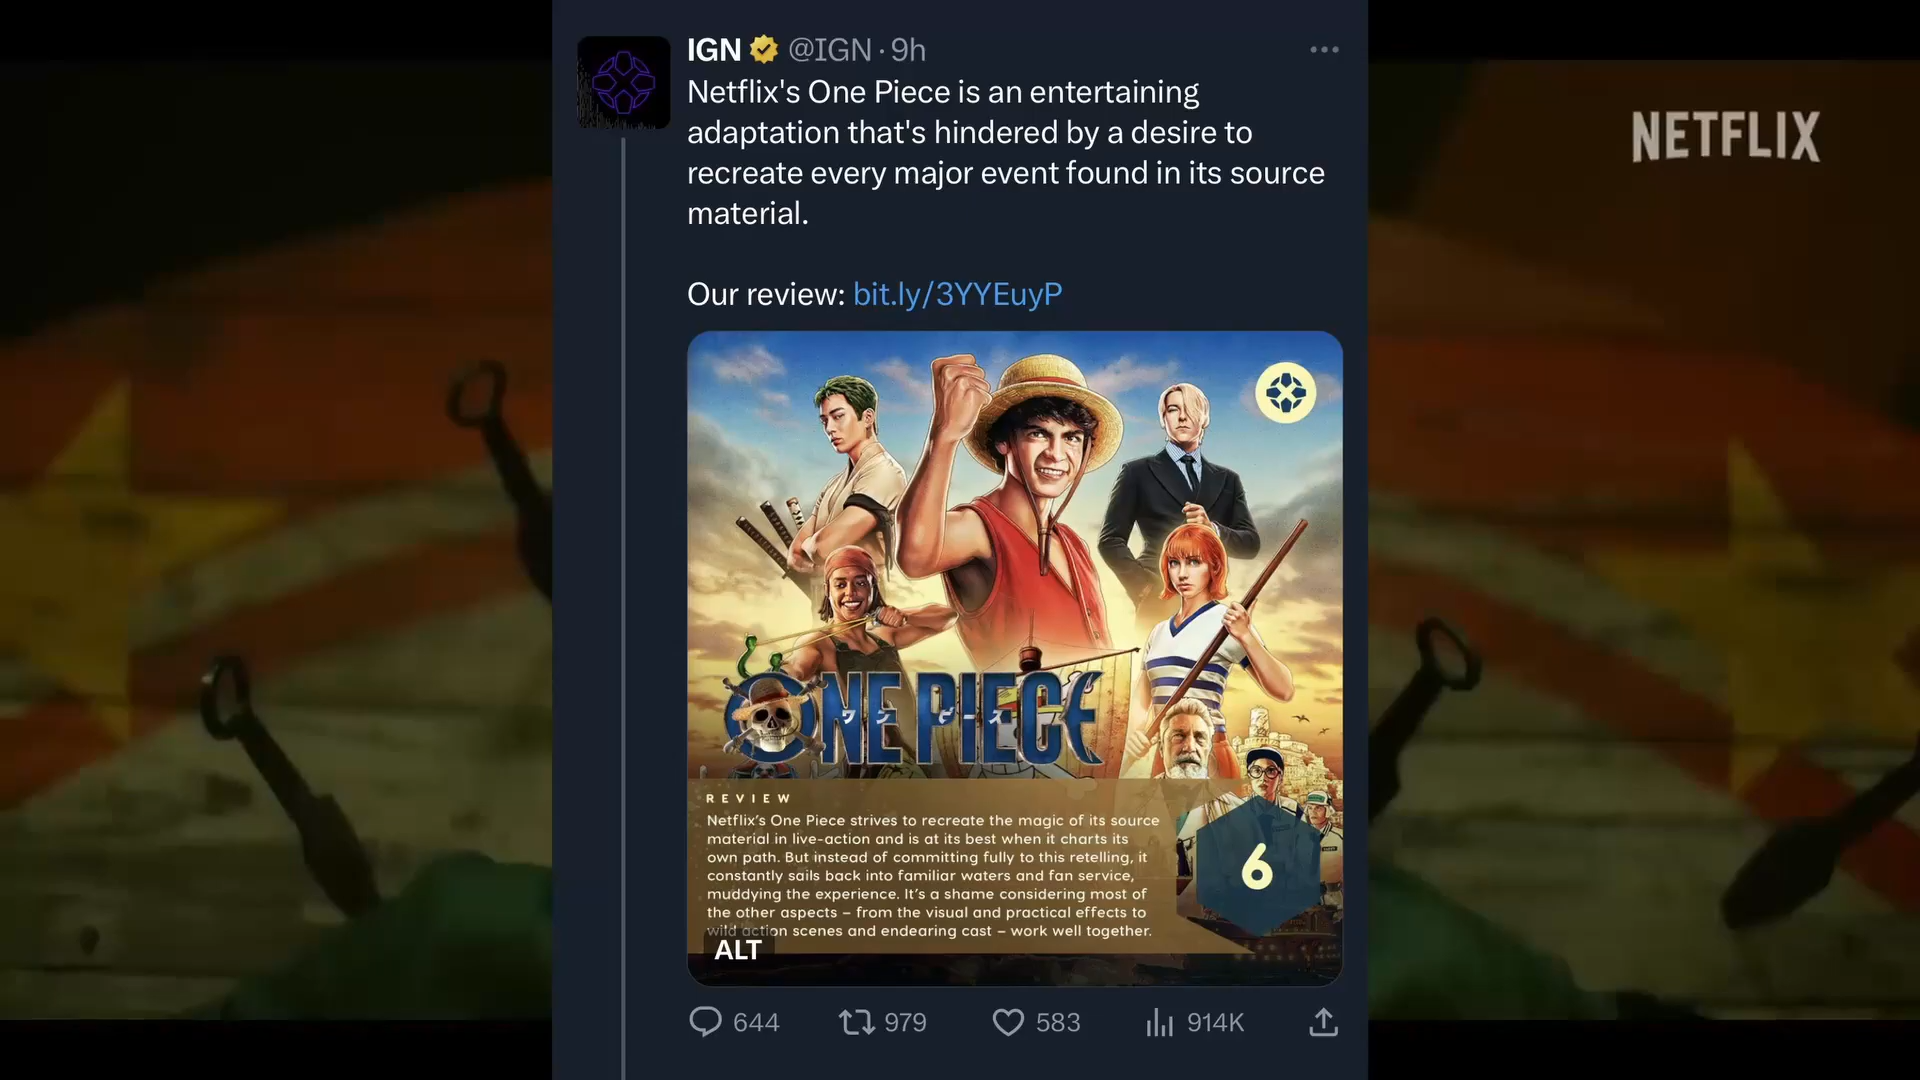 IGN @IGN · 9h
Netflix's One Piece is an entertaining
adaptation that's hindered by a desire to
recreate every major event found in its source
material.
Our review: bit.ly/3YYEuyP
NETFLIX
ONE PIECE
ワンピース
REVIEW
Netflix's One Piece strives to recreate the magic of its source
material in live-action and is at its best when it charts its
own path. But instead of committing fully to this retelling, it
constantly sails back into familiar waters and fan service,
muddying the experience. It's a shame considering most of
the other aspects – from the visual and practical effects to
wild action scenes and endearing cast – work well together.
6
ALT
644 979 583 914K